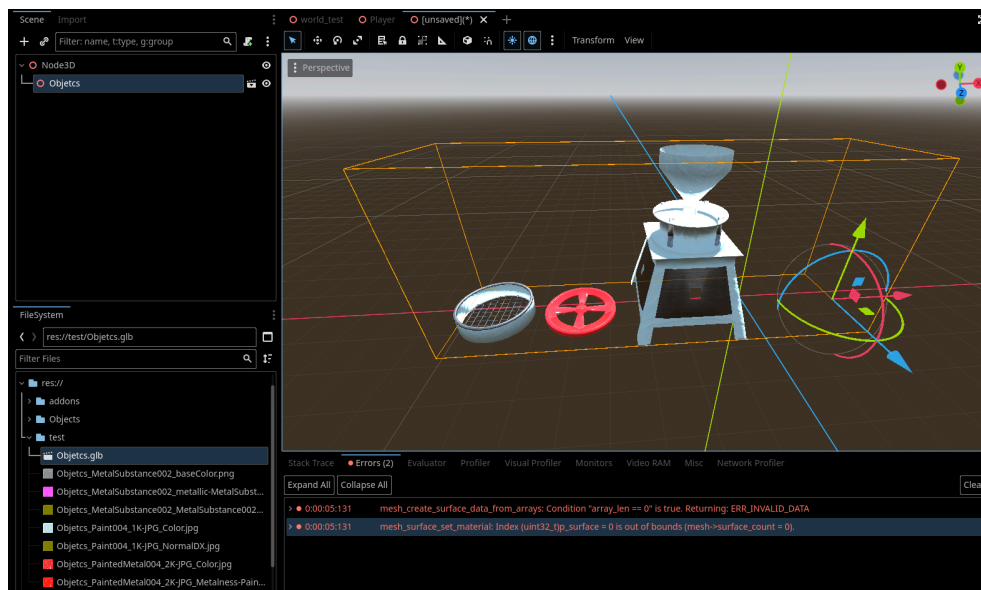 Scene Import
Filter: name, t:type, g:group
Node3D
Objetcs
FileSystem
res://test/Objetcs.glb
Filter Files
res://
addons
Objects
test
Objetcs.glb
Objetcs_MetalSubstance002_baseColor.png
Objetcs_MetalSubstance002_metallic-MetalSubst...
Objetcs_MetalSubstance002_MetalSubstance002...
Objetcs_Paint004_1K-JPG_Color.jpg
Objetcs_Paint004_1K-JPG_NormalDX.jpg
Objetcs_PaintedMetal004_2K-JPG_Color.jpg
Objetcs_PaintedMetal004_2K-JPG_Metalness-Pain...
world_test Player [unsaved](*)
Transform View
Perspective
Y
X
Z
Stack Trace Errors (2) Evaluator Profiler Visual Profiler Monitors Video RAM Misc Network Profiler
Expand All Collapse All Clea
0:00:05:131 mesh_create_surface_data_from_arrays: Condition "array_len == 0" is true. Returning: ERR_INVALID_DATA
0:00:05:131 mesh_surface_set_material: Index (uint32_t)p_surface = 0 is out of bounds (mesh->surface_count = 0).